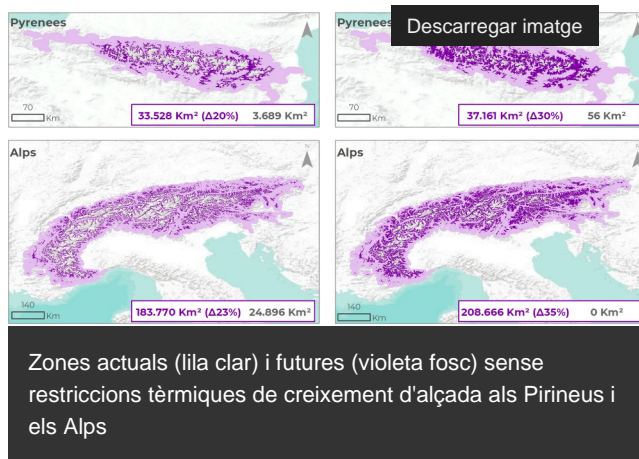 Pyrenees
N
70
Km
33.528 Km² (Δ20%) 3.689 Km²
Descarregar imatge
70
Km
37.161 Km² (Δ30%) 56 Km²
Alps
N
140
Km
183.770 Km² (Δ23%) 24.896 Km²
Alps
N
140
Km
208.666 Km² (Δ35%) 0 Km²
Zones actuals (lila clar) i futures (violeta fosc) sense
restriccions tèrmiques de creixement d'alçada als Pirineus i
els Alps